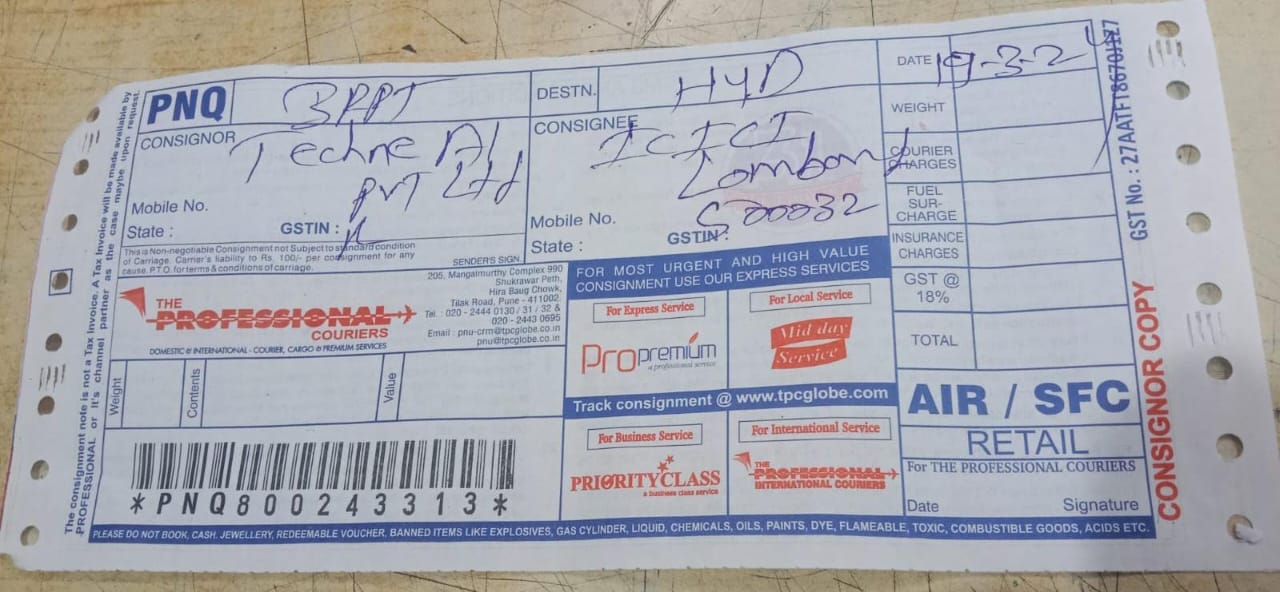 PNQ
DESTN. HYD
DATE 19-3-24
CONSIGNOR Techne AI
PVT Ltd
Mobile No.
State : GSTIN :
CONSIGNEE ICICI
Lombard
500032
Mobile No.
State : GSTIN :
WEIGHT
COURIER CHARGES
FUEL SUR-CHARGE
INSURANCE CHARGES
GST @ 18%
TOTAL
This is Non-negotiable Consignment not Subject to standard condition
of Carriage. Carrier's liability to Rs. 100/- per consignment for any
cause. P.T.O. for terms & conditions of carriage.
SENDER'S SIGN.
THE
PROFESSIONAL
COURIERS
DOMESTIC & INTERNATIONAL - COURIER, CARGO & PREMIUM SERVICES
205, Mangalmurthy Complex 990
Shukrawar Peth,
Hira Baug Chowk,
Tilak Road, Pune - 411002.
Tel. : 020 - 2444 0130 / 31 / 32 &
020 - 2443 0695
Email : pnu-crm@tpcglobe.co.in
pnu@tpcglobe.co.in
Weight
Contents
Value
*PNQ800243313*
FOR MOST URGENT AND HIGH VALUE
CONSIGNMENT USE OUR EXPRESS SERVICES
For Express Service
Pro premium
a professional service
For Local Service
Mid day
Service
Track consignment @ www.tpcglobe.com
For Business Service
PRIORITYCLASS
a business class service
For International Service
THE
PROFESSIONAL
INTERNATIONAL COURIERS
AIR / SFC
RETAIL
For THE PROFESSIONAL COURIERS
Date Signature
PLEASE DO NOT BOOK, CASH, JEWELLERY, REDEEMABLE VOUCHER, BANNED ITEMS LIKE EXPLOSIVES, GAS CYLINDER, LIQUID, CHEMICALS, OILS, PAINTS, DYE, FLAMEABLE, TOXIC, COMBUSTIBLE GOODS, ACIDS ETC.
The consignment note is not a Tax Invoice. A Tax Invoice will be made available by
PROFESSIONAL or it's channel partner as the case maybe upon request.
CONSIGNOR COPY
GST No. : 27AATFT8670J1Z7